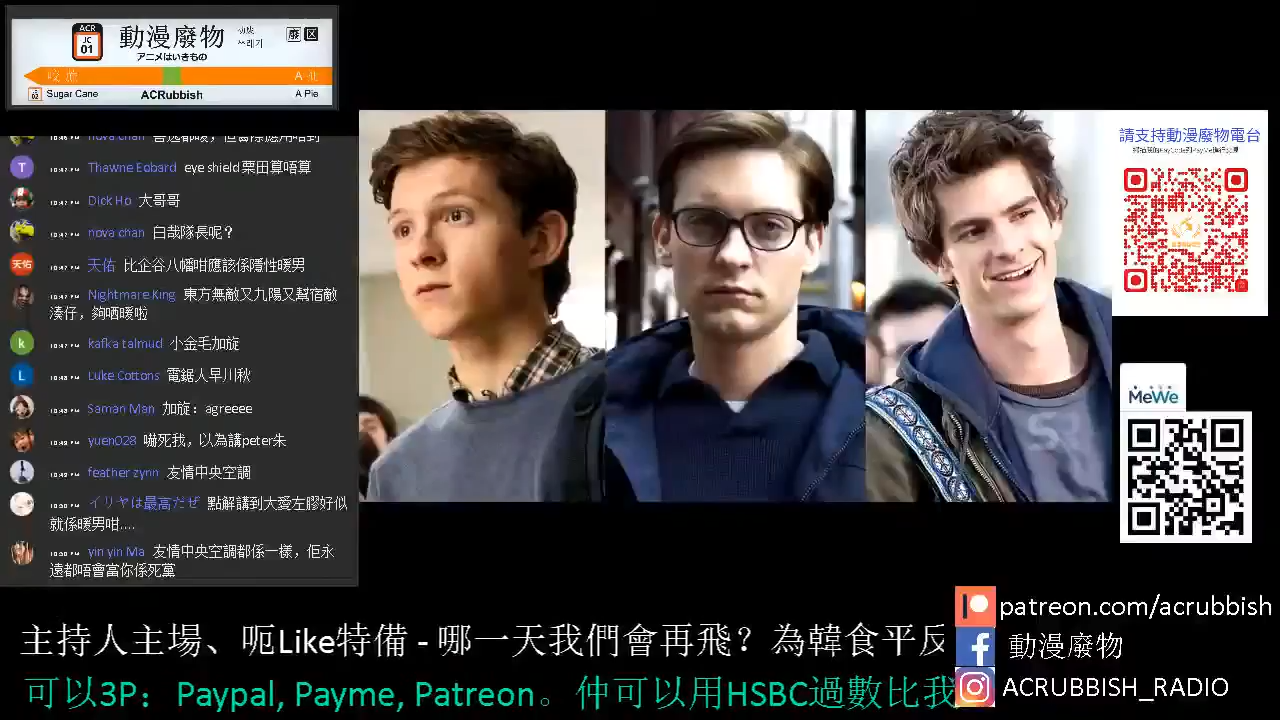 ACR
JC
01
動漫廢物
アニメはいきもの
廢 区
02
Sugar Cane
ACRubbish
A Pie
Thawne Eobard eye shield栗田算唔算
Dick Ho 大哥哥
nova chan 白哉隊長呢？
天佑 比企谷八幡咁應該係隱性暖男
Nightmare King 東方無敵又九陽又幫宿敵
湊仔，夠哂暖啦
kafka talmud 小金毛加旋
Luke Cottons 電鋸人早川秋
Saman Man 加旋：agreeee
yuen028 嚇死我，以為講peter朱
feather zynn 友情中央空調
イリヤは最高だぜ 點解講到大愛左膠好似
就係暖男咁....
yin yin Ma 友情中央空調都係一樣，佢永
遠都唔會當你係死黨
請支持動漫廢物電台
MeWe
主持人主場、呃Like特備 - 哪一天我們會再飛？為韓食平反
可以3P：Paypal, Payme, Patreon。仲可以用HSBC過數比我
patreon.com/acrubbish
動漫廢物
ACRUBBISH_RADIO